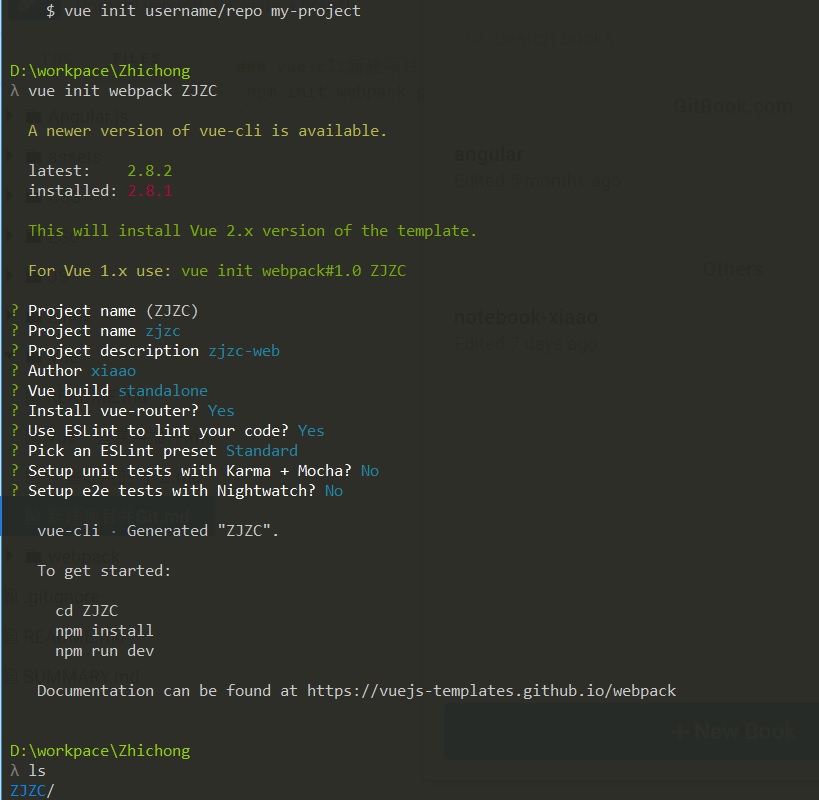 $ vue init username/repo my-project
D:\workpace\Zhichong
λ vue init webpack ZJZC
A newer version of vue-cli is available.
latest: 2.8.2
installed: 2.8.1
This will install Vue 2.x version of the template.
For Vue 1.x use: vue init webpack#1.0 ZJZC
? Project name (ZJZC)
? Project name zjzc
? Project description zjzc-web
? Author xiaao
? Vue build standalone
? Install vue-router? Yes
? Use ESLint to lint your code? Yes
? Pick an ESLint preset Standard
? Setup unit tests with Karma + Mocha? No
? Setup e2e tests with Nightwatch? No
vue-cli · Generated "ZJZC".
To get started:
cd ZJZC
npm install
npm run dev
Documentation can be found at https://vuejs-templates.github.io/webpack
D:\workpace\Zhichong
λ ls
ZJZC/
GitBook.com
angular
Edited 5 months ago
Others
notebook-xiaao
Edited 2 days ago
+ New Book
Angular.js
assets
webpack
.gitignore
SUMMARY.md